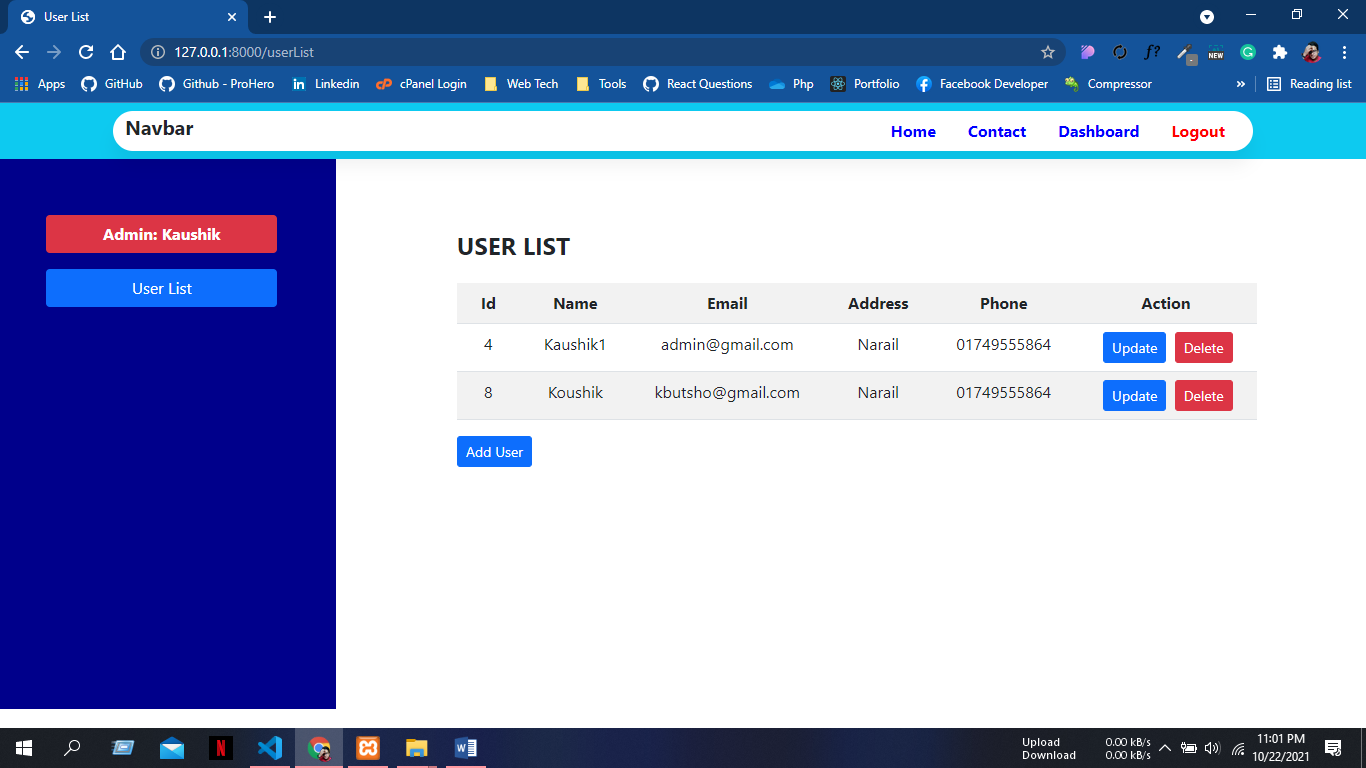 User List
127.0.0.1:8000/userList
NEW
Apps GitHub Github - ProHero Linkedin cPanel Login Web Tech Tools React Questions Php Portfolio Facebook Developer Compressor » Reading list
Navbar Home Contact Dashboard Logout
Admin: Kaushik
User List
USER LIST
Id Name Email Address Phone Action
4 Kaushik1 admin@gmail.com Narail 01749555864 Update Delete
8 Koushik kbutsho@gmail.com Narail 01749555864 Update Delete
Add User
Upload 0.00 kB/s
Download 0.00 kB/s
11:01 PM
10/22/2021